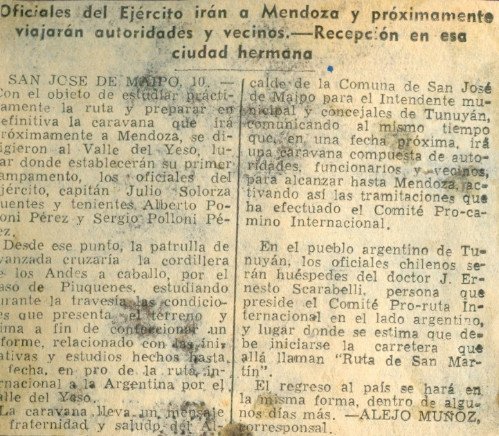 Oficiales del Ejército irán a Mendoza y próximamente
viajarán autoridades y vecinos.—Recepción en esa
ciudad hermana
SAN JOSE DE MAIPO, 10. —
Con el objeto de estudiar prácti-
camente la ruta y preparar en
definitiva la caravana que irá
próximamente a Mendoza, se di-
rigieron al Valle del Yeso, lu-
gar donde establecerán su primer
campamento, los oficiales del
Ejército, capitán Julio Solorza
Fuentes y tenientes Alberto Po-
lloni Pérez y Sergio Polloni Pé-
rez.
Desde ese punto, la patrulla de
avanzada cruzaría la cordillera
de los Andes a caballo, por el
paso de Piuquenes, estudiando
durante la travesía las condicio-
nes que presenta el terreno y
clima a fin de confeccionar un
informe, relacionado con las ini-
ciativas y estudios hechos hasta
la fecha, en pro de la ruta in-
ternacional a la Argentina por el
Valle del Yeso.
La caravana lleva un mensaje
de fraternidad y saludo del Al-
calde de la Comuna de San José
de Maipo para el Intendente mu-
nicipal y concejales de Tunuyán,
comunicando al mismo tiempo
que, en una fecha próxima, irá
una caravana compuesta de auto-
ridades, funcionarios y vecinos,
para alcanzar hasta Mendoza, ac-
tivando así las tramitaciones que
ha efectuado el Comité Pro-ca-
mino Internacional.
En el pueblo argentino de Tu-
nuyán, los oficiales chilenos se-
rán huéspedes del doctor J. Er-
nesto Scarabelli, persona que
preside el Comité Pro-ruta In-
ternacional en el lado argentino,
y lugar donde se estima que de-
be iniciarse la carretera que
allá llaman "Ruta de San Mar-
tín".
El regreso al país se hará en
la misma forma, dentro de algu-
nos días más. —ALEJO MUÑOZ,
corresponsal.